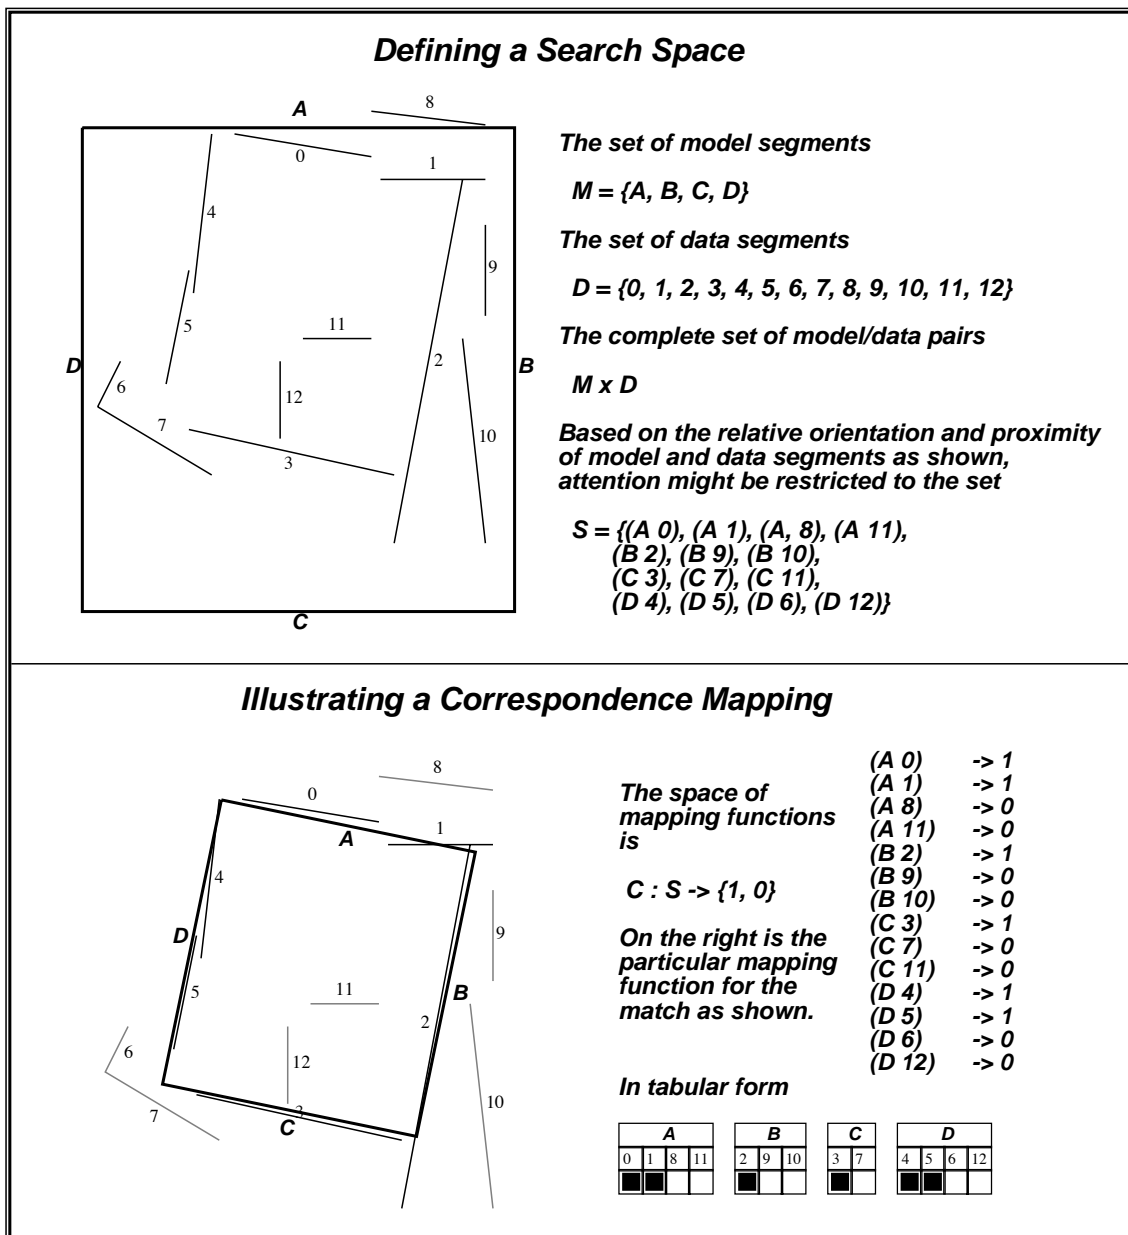 Defining a Search Space
A
8
0
1
4
9
5
11
2
D
B
6
12
7
10
3
C
The set of model segments
M = {A, B, C, D}
The set of data segments
D = {0, 1, 2, 3, 4, 5, 6, 7, 8, 9, 10, 11, 12}
The complete set of model/data pairs
M x D
Based on the relative orientation and proximity
of model and data segments as shown,
attention might be restricted to the set
S = {(A 0), (A 1), (A, 8), (A 11),
(B 2), (B 9), (B 10),
(C 3), (C 7), (C 11),
(D 4), (D 5), (D 6), (D 12)}
Illustrating a Correspondence Mapping
8
0
1
A
4
D
9
5
11
B
2
6
12
10
7
3
C
The space of
mapping functions
is
C : S -> {1, 0}
On the right is the
particular mapping
function for the
match as shown.
(A 0) -> 1
(A 1) -> 1
(A 8) -> 0
(A 11) -> 0
(B 2) -> 1
(B 9) -> 0
(B 10) -> 0
(C 3) -> 1
(C 7) -> 0
(C 11) -> 0
(D 4) -> 1
(D 5) -> 1
(D 6) -> 0
(D 12) -> 0
In tabular form
A B C D
0 1 8 11 2 9 10 3 7 4 5 6 12